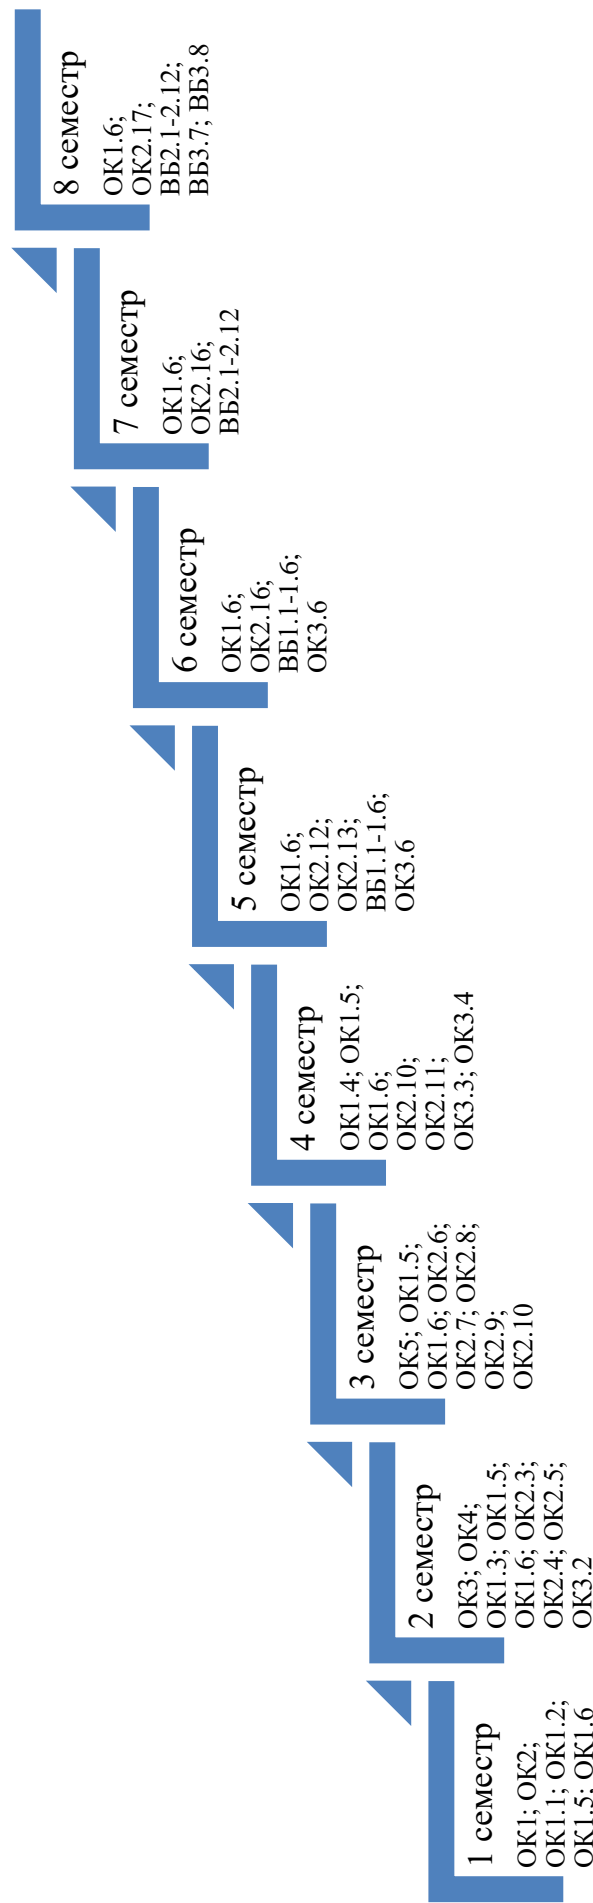 1 семестр
ОК1; ОК2;
ОК1.1; ОК1.2;
ОК1.5; ОК1.6
2 семестр
ОК3; ОК4;
ОК1.3; ОК1.5;
ОК1.6; ОК2.3;
ОК2.4; ОК2.5;
ОК3.2
3 семестр
ОК5; ОК1.5;
ОК1.6; ОК2.6;
ОК2.7; ОК2.8;
ОК2.9;
ОК2.10
4 семестр
ОК1.4; ОК1.5;
ОК1.6;
ОК2.10;
ОК2.11;
ОК3.3; ОК3.4
5 семестр
ОК1.6;
ОК2.12;
ОК2.13;
ВБ1.1-1.6;
ОК3.6
6 семестр
ОК1.6;
ОК2.16;
ВБ1.1-1.6;
ОК3.6
7 семестр
ОК1.6;
ОК2.16;
ВБ2.1-2.12
8 семестр
ОК1.6;
ОК2.17;
ВБ2.1-2.12;
ВБ3.7; ВБ3.8